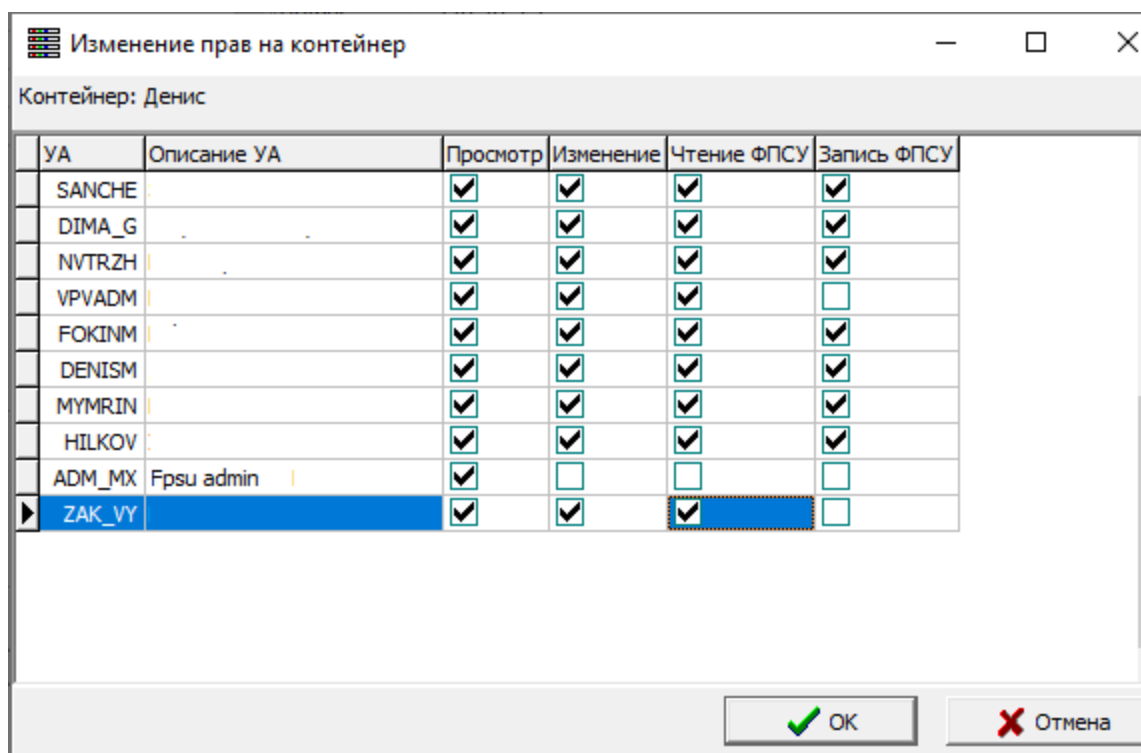 Изменение прав на контейнер
Контейнер: Денис
УА Описание УА Просмотр Изменение Чтение ФПСУ Запись ФПСУ
SANCHE
DIMA_G
NVTRZH
VPVADM
FOKINM
DENISM
MYMRIN
HILKOV
ADM_MX Fpsu admin
ZAK_VY
OK Отмена